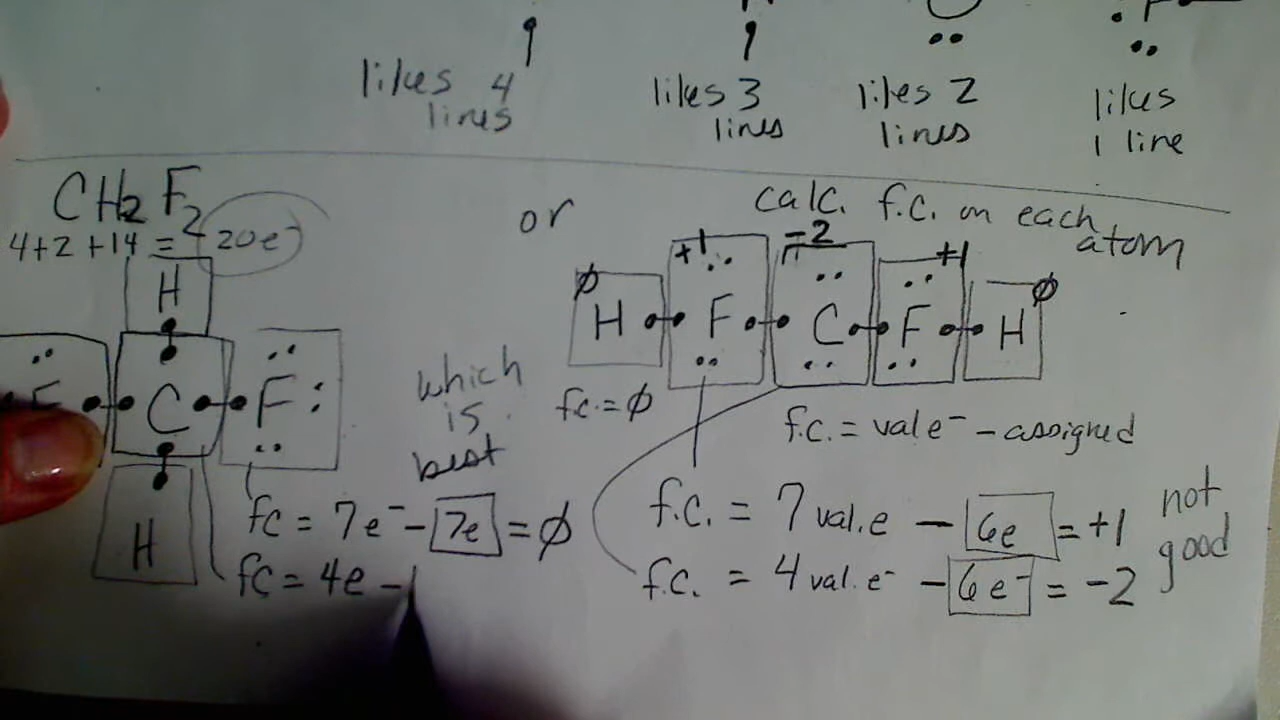 likes 4 lines
likes 3 lines
likes 2 lines
likes 1 line
CH2F2
4+2+14 = 20e-
or
calc. f.c. on each atom
H
F C F
H
which is best
∅ +1 -2 +1 ∅
H F C F H
fc.=∅
f.c. = val e- - assigned
fc = 7e- - 7e = ∅
fc = 4e -
f.c. = 7 val.e - 6e = +1
f.c. = 4 val.e- - 6e- = -2
not good